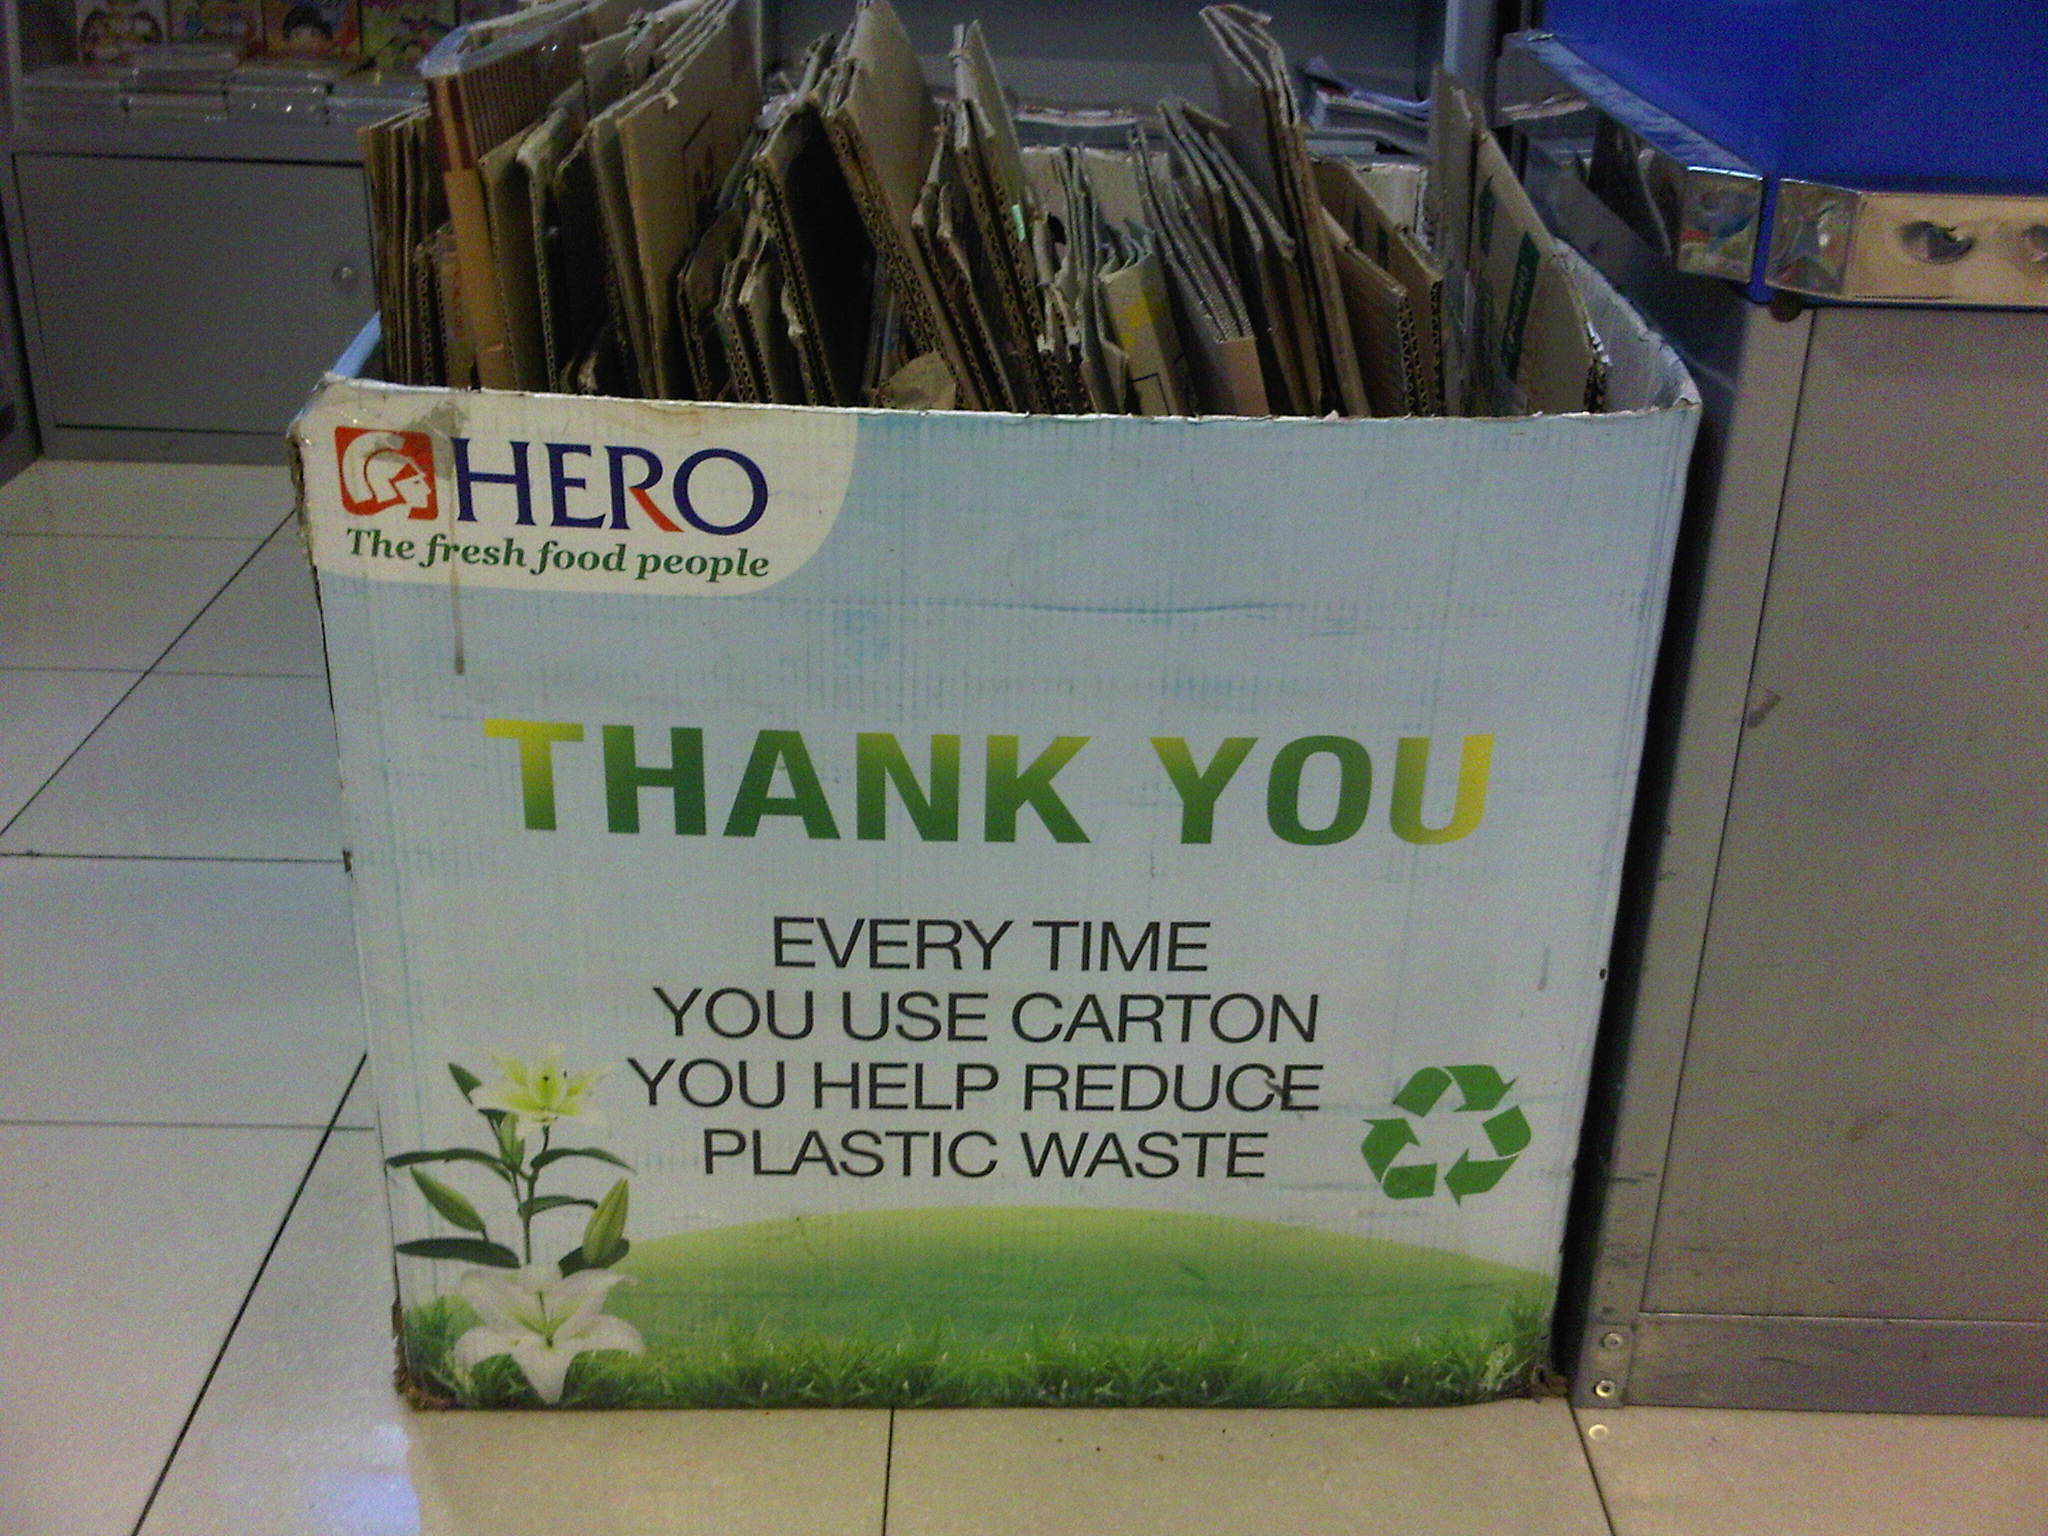 HERO
The fresh food people
THANK YOU
EVERY TIME
YOU USE CARTON
YOU HELP REDUCE
PLASTIC WASTE